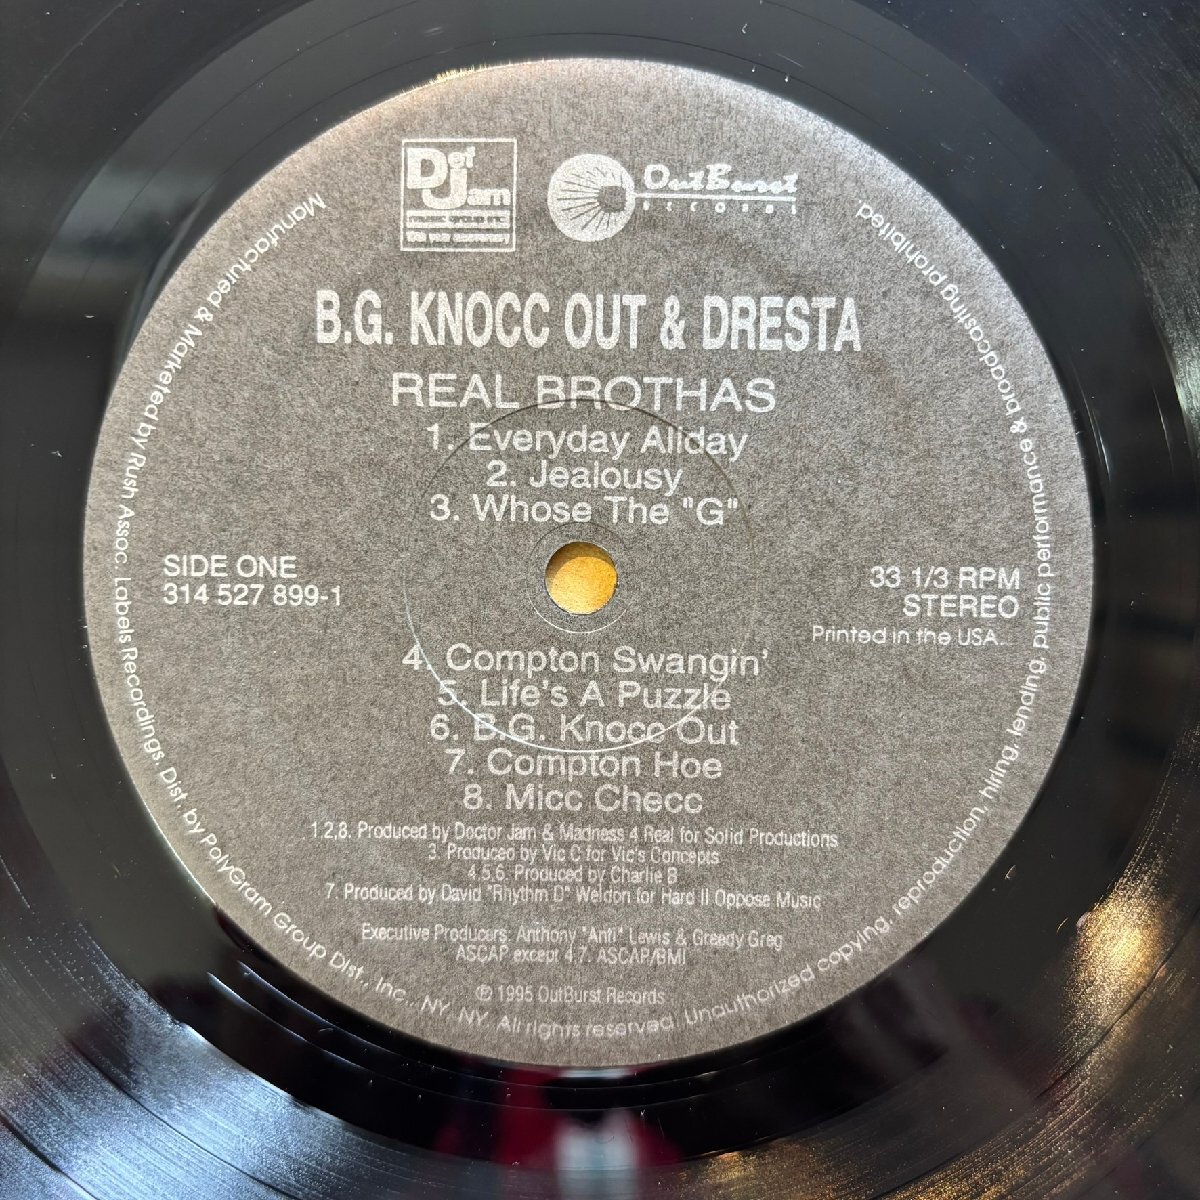 Def Jam
music group inc
10th year anniversary
OutBurst
RECORDS
B.G. KNOCC OUT & DRESTA
REAL BROTHAS
1. Everyday Allday
2. Jealousy
3. Whose The "G"
SIDE ONE
314 527 899-1
33 1/3 RPM
STEREO
Printed in the USA.
4. Compton Swangin'
5. Life's A Puzzle
6. B.G. Knocc Out
7. Compton Hoe
8. Micc Checc
1.2,8. Produced by Doctor Jam & Madness 4 Real for Solid Productions
3. Produced by Vic C for Vic's Concepts
4.5.6. Produced by Charlie B
7. Produced by David "Rhythm D" Weldon for Hard II Oppose Music
Executive Producers: Anthony "Anti" Lewis & Greedy Greg
ASCAP except 4.7. ASCAP/BMI
℗ 1995 OutBurst Records
Manufactured & Marketed by Rush Assoc. Labels Recordings. Dist. by PolyGram Group Dist., Inc., NY, NY. All rights reserved. Unauthorized copying, reproduction, hiring, lending, public performance & broadcasting prohibited